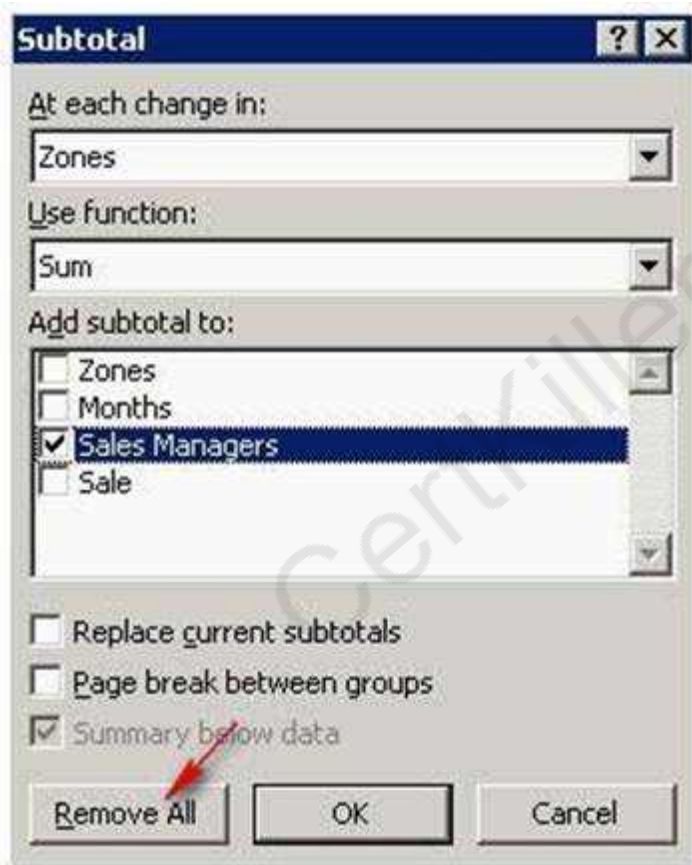 Subtotal
At each change in:
Zones
Use function:
Sum
Add subtotal to:
Zones
Months
Sales Managers
Sale
Replace current subtotals
Page break between groups
Summary below data
Remove All
OK
Cancel